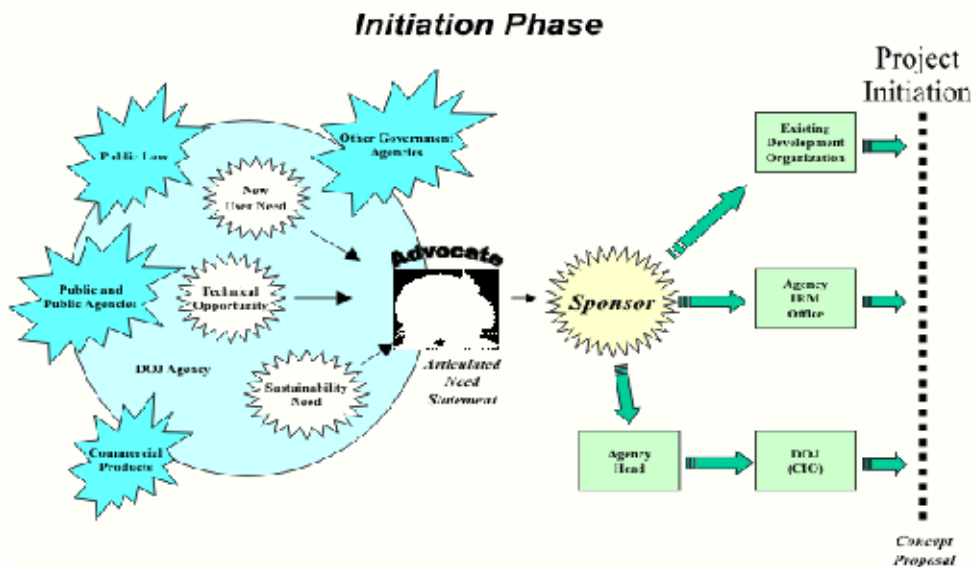 Initiation Phase
Project
Initiation
Public Law
Other Government
Agencies
New
User Need
Existing
Development
Organization
Advocate
Public and
Public Agencies
Technical
Opportunity
Sponsor
Agency
IRM
Office
DOJ Agency
Articulated
Need
Statement
Sustainability
Need
Commercial
Products
Agency
Head
DOJ
(CIO)
Concept
Proposal